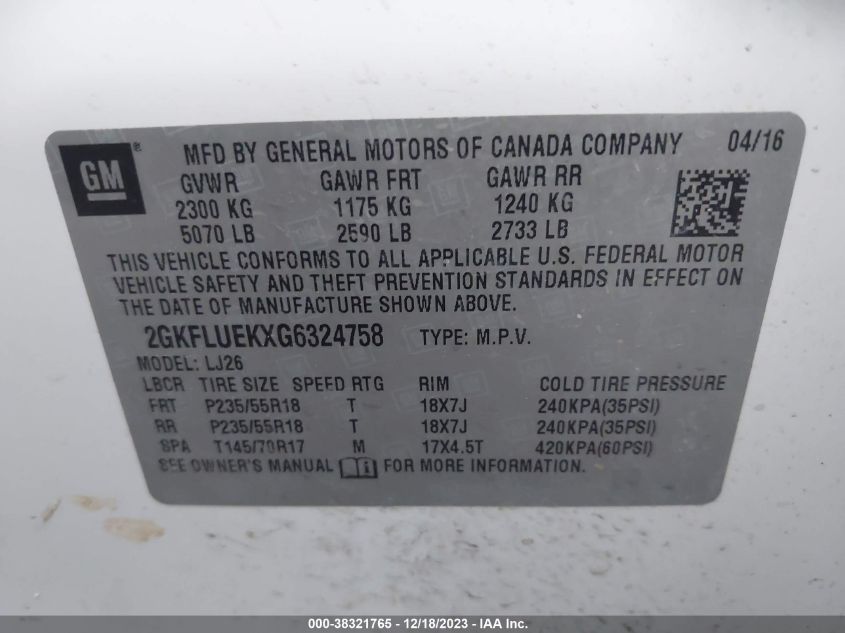 GM ® MFD BY GENERAL MOTORS OF CANADA COMPANY 04/16
GVWR GAWR FRT GAWR RR
2300 KG 1175 KG 1240 KG
5070 LB 2590 LB 2733 LB
THIS VEHICLE CONFORMS TO ALL APPLICABLE U.S. FEDERAL MOTOR
VEHICLE SAFETY AND THEFT PREVENTION STANDARDS IN EFFECT ON
THE DATE OF MANUFACTURE SHOWN ABOVE.
2GKFLUEKXG6324758 TYPE: M.P.V.
MODEL: LJ26
LBCR TIRE SIZE SPEED RTG RIM COLD TIRE PRESSURE
FRT P235/55R18 T 18X7J 240KPA(35PSI)
RR P235/55R18 T 18X7J 240KPA(35PSI)
SPA T145/70R17 M 17X4.5T 420KPA(60PSI)
SEE OWNER'S MANUAL FOR MORE INFORMATION.
000-38321765 / 12/18/2023 - IAA Inc.